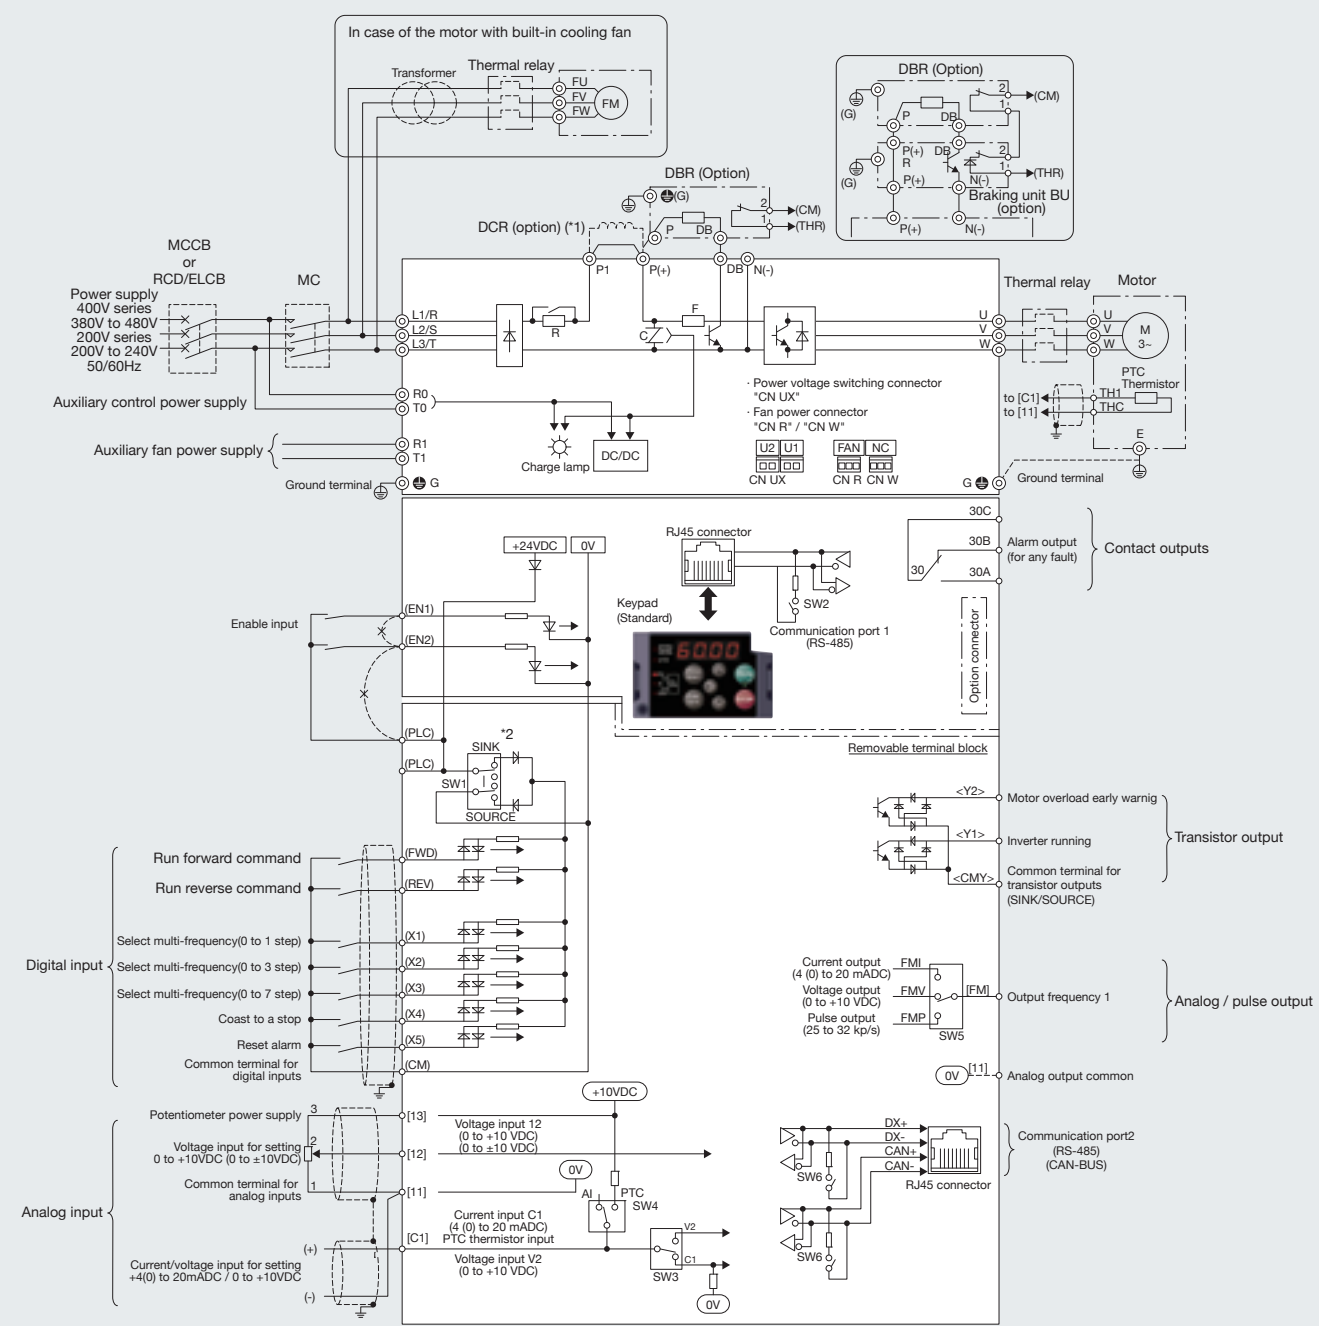 In case of the motor with built-in cooling fan
Transformer
Thermal relay
FU
FV
FW
FM
DBR (Option)
(G)
P
DB
2
1
(CM)
(G)
P(+)
R
DB
2
1
(THR)
P(+)
N(-)
Braking unit BU
(option)
P(+)
N(-)
DBR (Option)
(G)
P
DB
2
1
(CM)
(THR)
DCR (option) (*1)
P1
P(+)
DB
N(-)
MCCB
or
RCD/ELCB
MC
Power supply
400V series
380V to 480V
200V series
200V to 240V
50/60Hz
L1/R
L2/S
L3/T
R
C
F
U
V
W
Thermal relay
Motor
U
V
W
M
3~
PTC
Thermistor
to [C1]
TH1
to [11]
THC
E
Auxiliary control power supply
R0
T0
Auxiliary fan power supply
R1
T1
Ground terminal
G
Charge lamp
DC/DC
· Power voltage switching connector
"CN UX"
· Fan power connector
"CN R" / "CN W"
U2
U1
FAN
NC
CN UX
CN R
CN W
G
Ground terminal
+24VDC
0V
RJ45 connector
SW2
Communication port 1
(RS-485)
Keypad
(Standard)
60.00
30C
30B
30
30A
Alarm output
(for any fault)
Contact outputs
Option connector
Enable input
(EN1)
(EN2)
(PLC)
(PLC)
*2
SINK
SW1
SOURCE
Removable terminal block
<Y2>
Motor overload early warnig
<Y1>
Inverter running
<CMY>
Common terminal for
transistor outputs
(SINK/SOURCE)
Transistor output
Digital input
Run forward command
(FWD)
Run reverse command
(REV)
Select multi-frequency(0 to 1 step)
(X1)
Select multi-frequency(0 to 3 step)
(X2)
Select multi-frequency(0 to 7 step)
(X3)
Coast to a stop
(X4)
Reset alarm
(X5)
Common terminal for
digital inputs
(CM)
Current output
(4 (0) to 20 mADC)
FMI
Voltage output
(0 to +10 VDC)
FMV
Pulse output
(25 to 32 kp/s)
FMP
[FM]
SW5
Output frequency 1
Analog / pulse output
0V
[11]
Analog output common
Analog input
Potentiometer power supply
3
[13]
+10VDC
Voltage input for setting
0 to +10VDC (0 to ±10VDC)
2
[12]
Voltage input 12
(0 to +10 VDC)
(0 to ±10 VDC)
Common terminal for
analog inputs
1
[11]
0V
AI
PTC
SW4
Current input C1
(4 (0) to 20 mADC)
PTC thermistor input
[C1]
Voltage input V2
(0 to +10 VDC)
V2
C1
SW3
0V
(+)
Current/voltage input for setting
+4(0) to 20mADC / 0 to +10VDC
(-)
DX+
DX-
CAN+
CAN-
SW6
RJ45 connector
Communication port2
(RS-485)
(CAN-BUS)
SW6